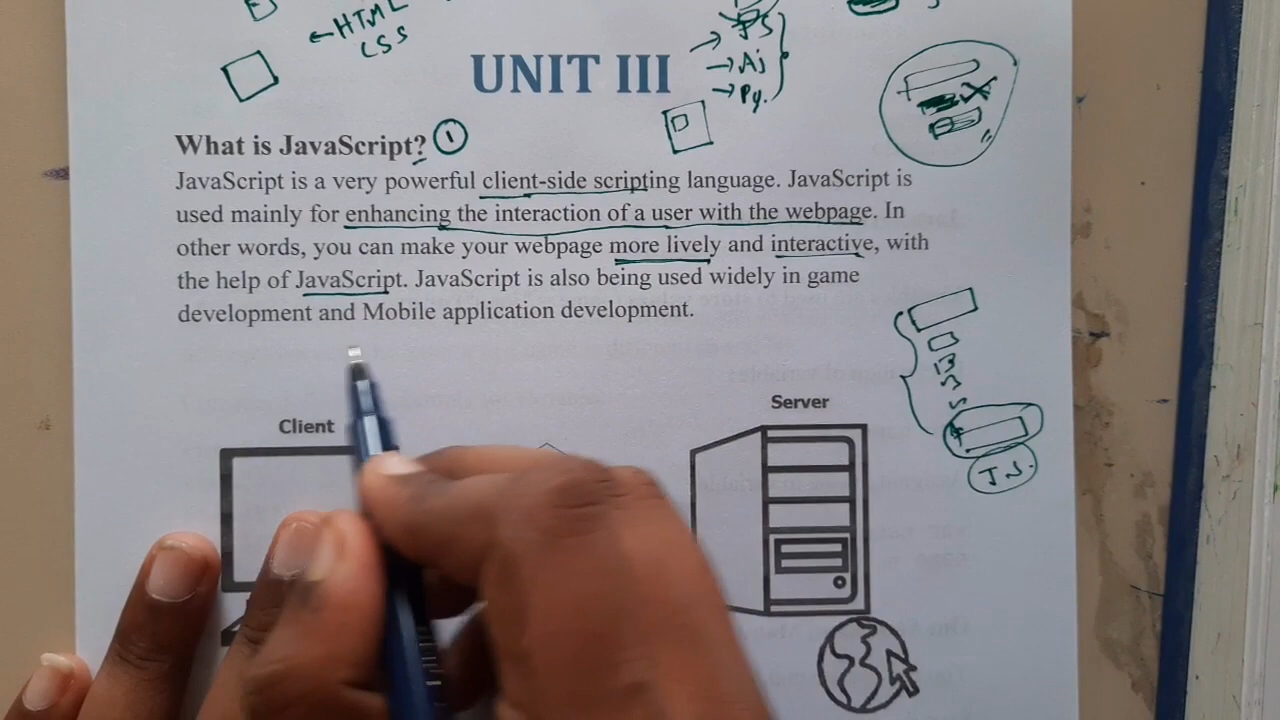 ←HTML
CSS
→ JS
→ Aj
→ Py.
UNIT III
What is JavaScript? 1
JavaScript is a very powerful client-side scripting language. JavaScript is
used mainly for enhancing the interaction of a user with the webpage. In
other words, you can make your webpage more lively and interactive, with
the help of JavaScript. JavaScript is also being used widely in game
development and Mobile application development.
Client
Server
JS.